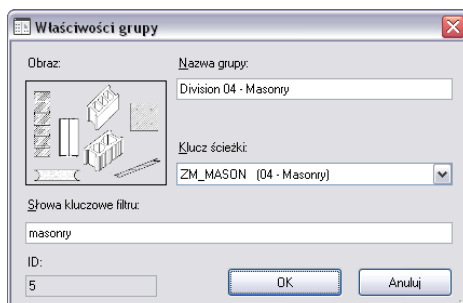 Właściwości grupy
Obraz:
Nazwa grupy:
Division 04 - Masonry
Klucz ścieżki:
ZM_MASON (04 - Masonry)
Słowa kluczowe filtru:
masonry
ID:
5
OK
Anuluj